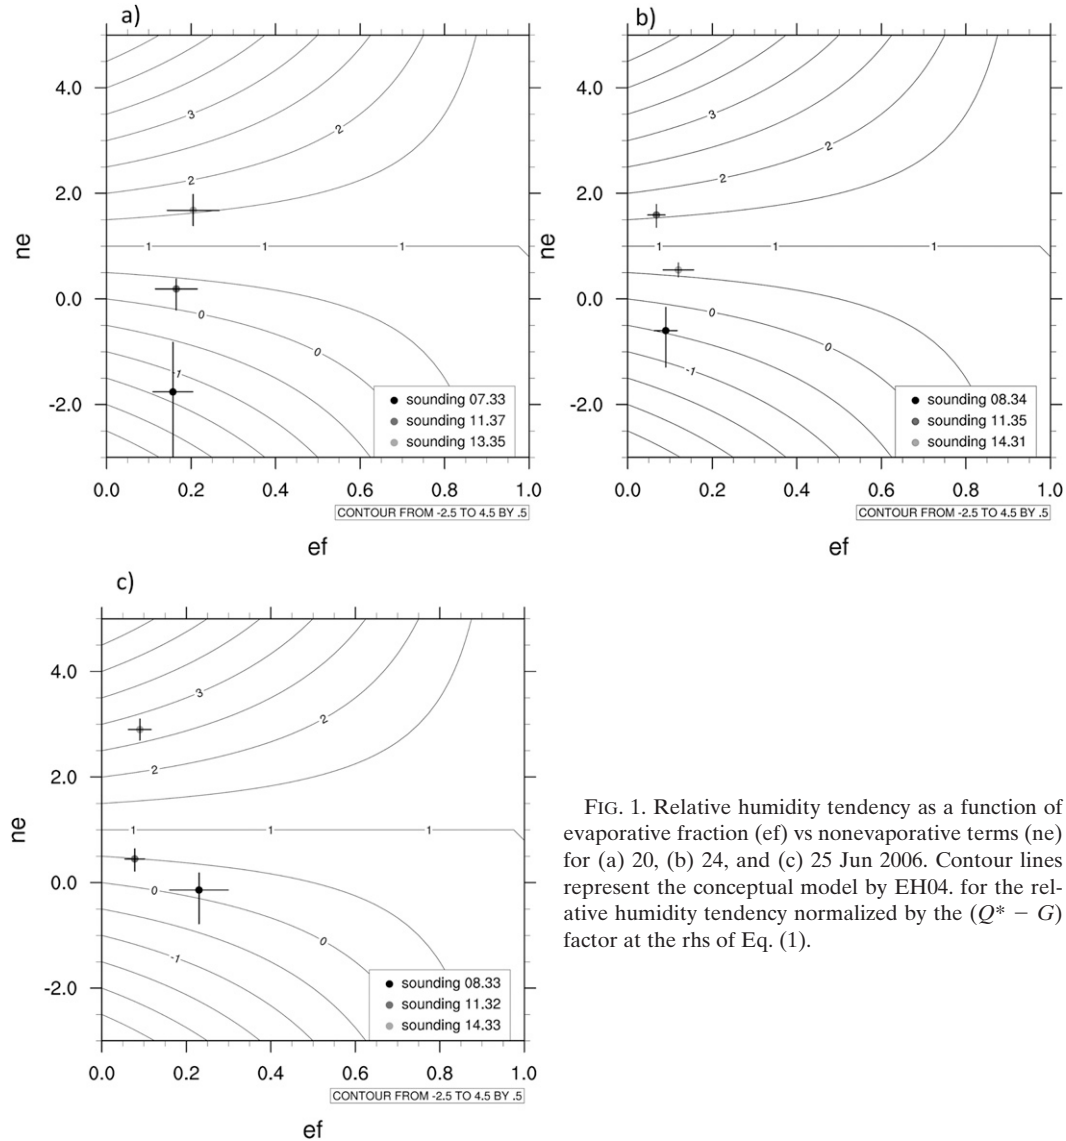 a)
4.0
2.0
0.0
-2.0
ne
3
2
2
1 1 1
0
0
-1
sounding 07.33
sounding 11.37
sounding 13.35
0.0 0.2 0.4 0.6 0.8 1.0
CONTOUR FROM -2.5 TO 4.5 BY .5
ef
b)
4.0
2.0
0.0
-2.0
ne
3
2
2
1 1 1
0
0
-1
sounding 08.34
sounding 11.35
sounding 14.31
0.0 0.2 0.4 0.6 0.8 1.0
CONTOUR FROM -2.5 TO 4.5 BY .5
ef
c)
4.0
2.0
0.0
-2.0
ne
3
2
2
1 1 1
0
0
-1
sounding 08.33
sounding 11.32
sounding 14.33
0.0 0.2 0.4 0.6 0.8 1.0
CONTOUR FROM -2.5 TO 4.5 BY .5
ef
FIG. 1. Relative humidity tendency as a function of
evaporative fraction (ef) vs nonevaporative terms (ne)
for (a) 20, (b) 24, and (c) 25 Jun 2006. Contour lines
represent the conceptual model by EH04. for the rel-
ative humidity tendency normalized by the (Q* − G)
factor at the rhs of Eq. (1).